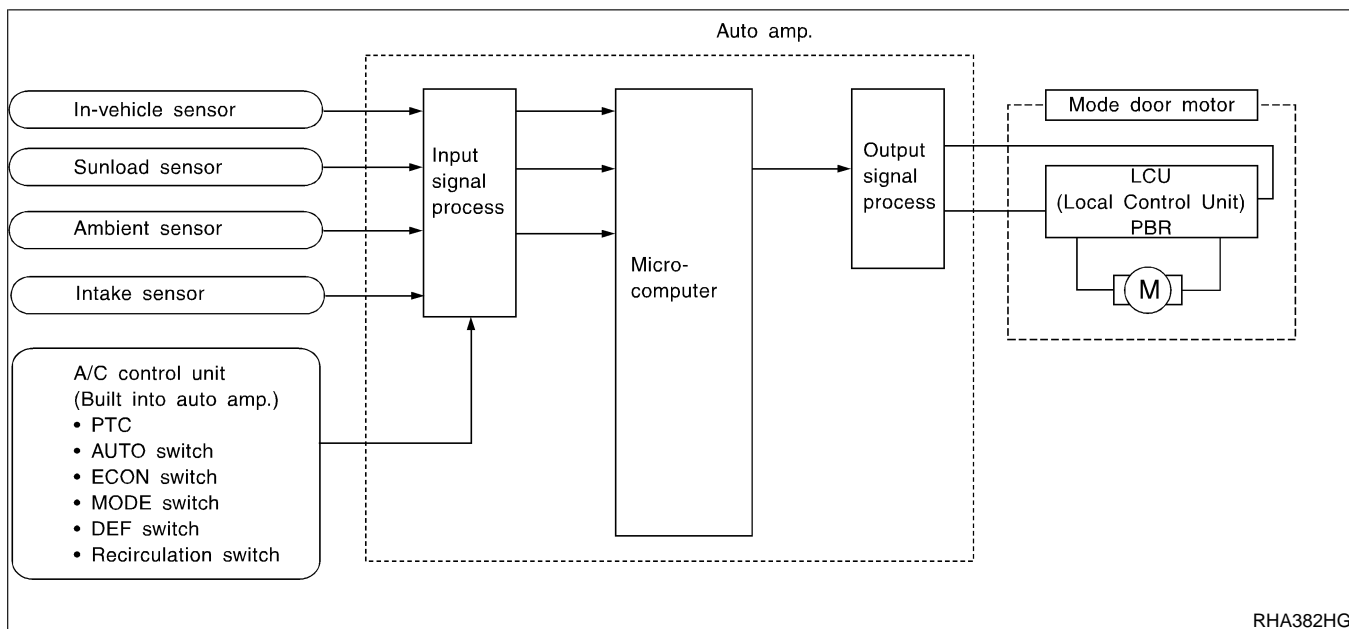 Auto amp.
In-vehicle sensor
Sunload sensor
Ambient sensor
Intake sensor
A/C control unit
(Built into auto amp.)
• PTC
• AUTO switch
• ECON switch
• MODE switch
• DEF switch
• Recirculation switch
Input
signal
process
Micro-
computer
Output
signal
process
Mode door motor
LCU
(Local Control Unit)
PBR
M
RHA382HG